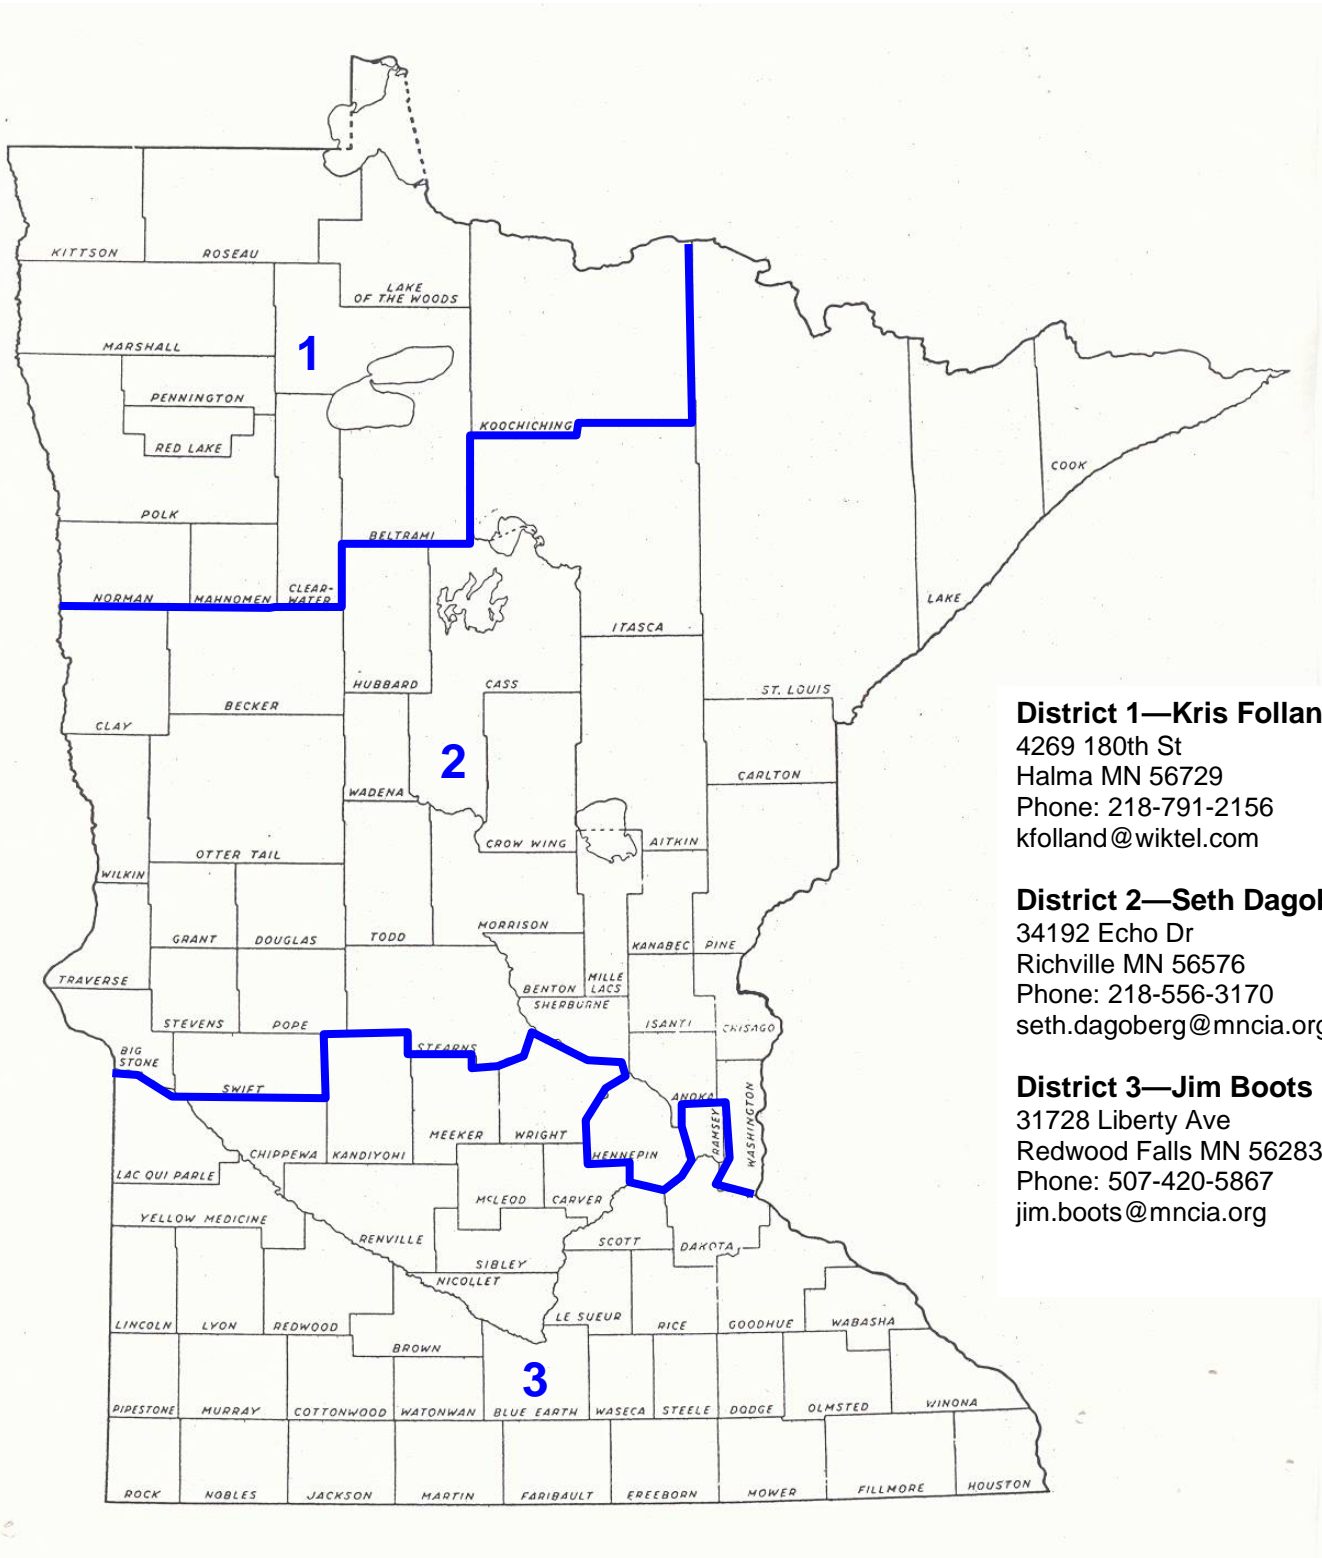 KITTSON
ROSEAU
LAKE
OF THE WOODS
MARSHALL
1
PENNINGTON
KOOCHICHING
RED LAKE
COOK
POLK
BELTRAMI
NORMAN
MAHNOMEN
CLEAR-
WATER
LAKE
ITASCA
HUBBARD
CASS
ST. LOUIS
BECKER
CLAY
2
CARLTON
WADENA
CROW WING
AITKIN
OTTER TAIL
WILKIN
MORRISON
GRANT
DOUGLAS
TODD
KANABEC
PINE
TRAVERSE
BENTON
MILLE
LACS
SHERBURNE
STEVENS
POPE
ISANTI
CHISAGO
BIG
STONE
STEARNS
SWIFT
ANOKA
RAMSEY
WASHINGTON
MEEKER
WRIGHT
CHIPPEWA
KANDIYOHI
HENNEPIN
LAC QUI PARLE
McLEOD
CARVER
YELLOW MEDICINE
RENVILLE
SCOTT
DAKOTA
SIBLEY
NICOLLET
LE SUEUR
LINCOLN
LYON
REDWOOD
RICE
GOODHUE
WABASHA
BROWN
3
PIPESTONE
MURRAY
COTTONWOOD
WATONWAN
BLUE EARTH
WASECA
STEELE
DODGE
OLMSTED
WINONA
ROCK
NOBLES
JACKSON
MARTIN
FARIBAULT
FREEBORN
MOWER
FILLMORE
HOUSTON
District 1—Kris Follan
4269 180th St
Halma MN 56729
Phone: 218-791-2156
kfolland@wiktel.com
District 2—Seth Dagol
34192 Echo Dr
Richville MN 56576
Phone: 218-556-3170
seth.dagoberg@mncia.org
District 3—Jim Boots
31728 Liberty Ave
Redwood Falls MN 56283
Phone: 507-420-5867
jim.boots@mncia.org